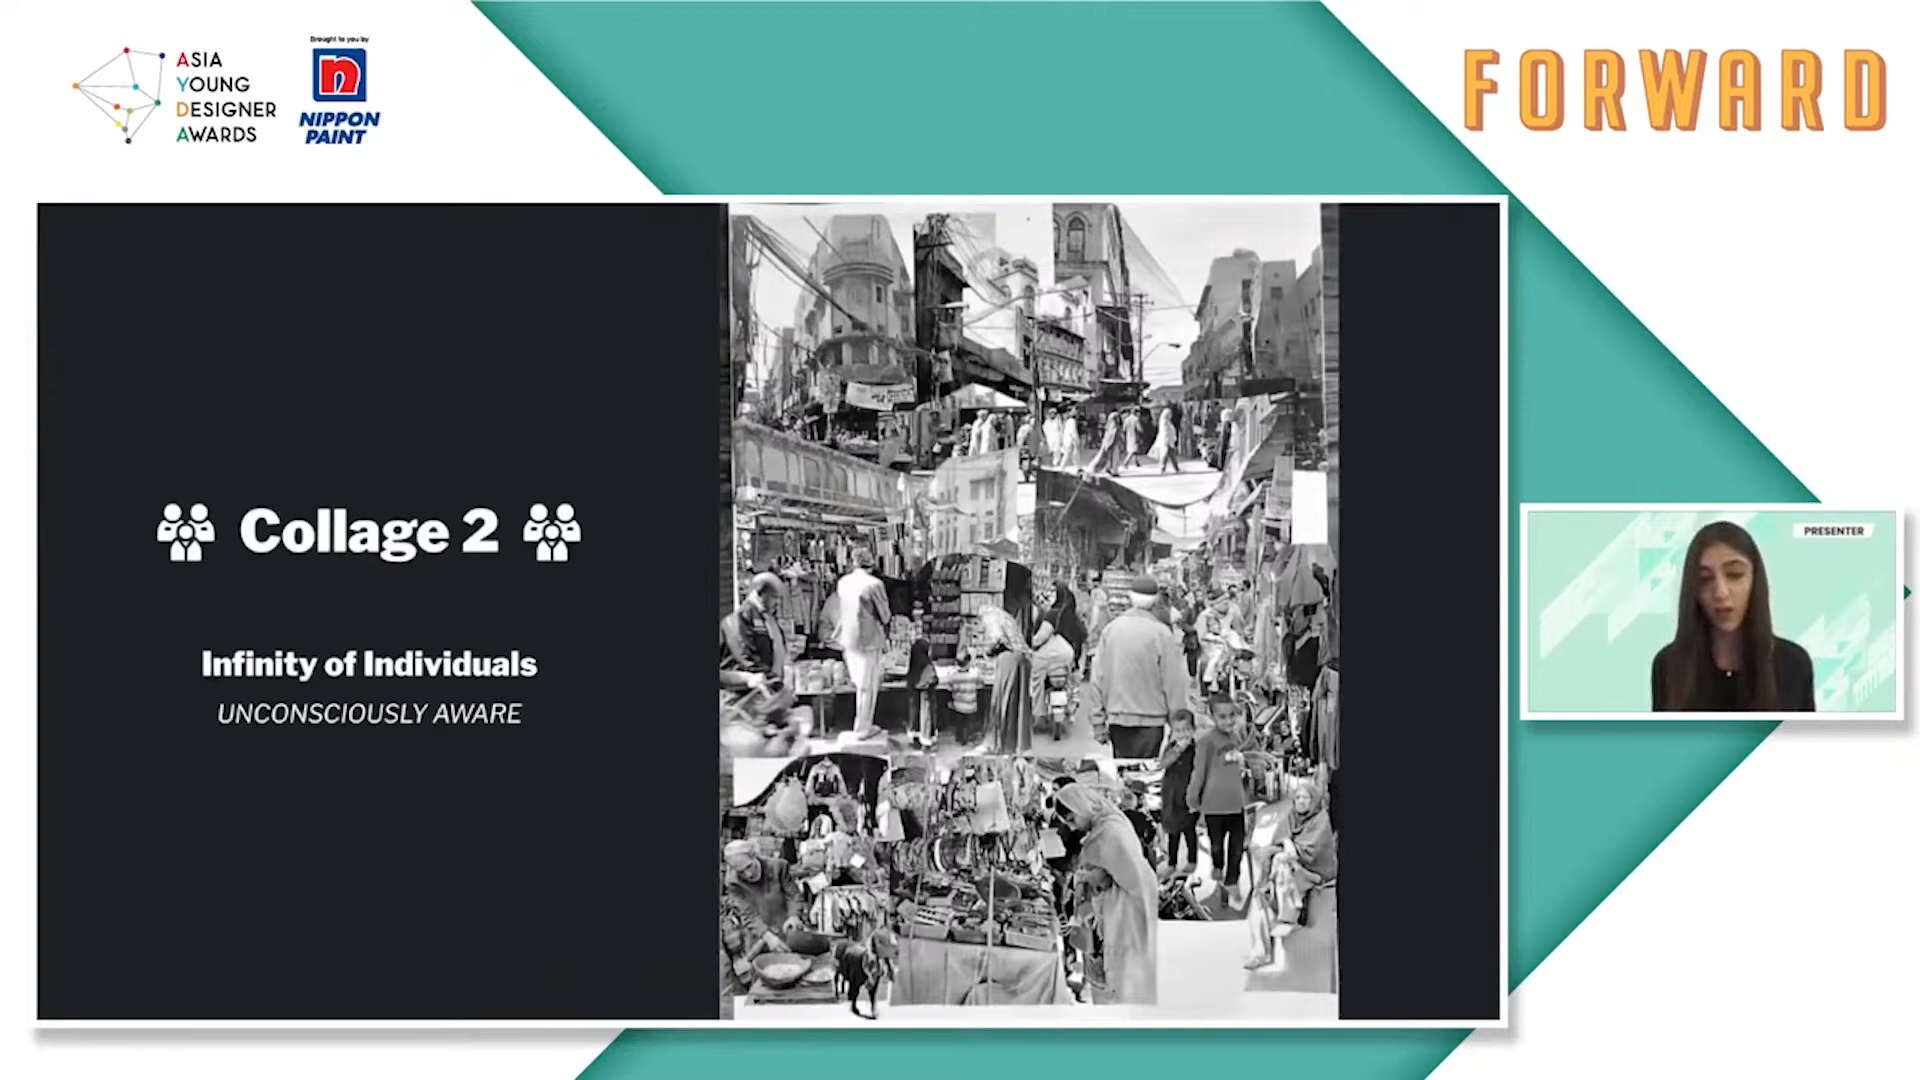 ASIA
YOUNG
DESIGNER
AWARDS
Brought to you by
n
NIPPON
PAINT
FORWARD
Collage 2
Infinity of Individuals
UNCONSCIOUSLY AWARE
PRESENTER